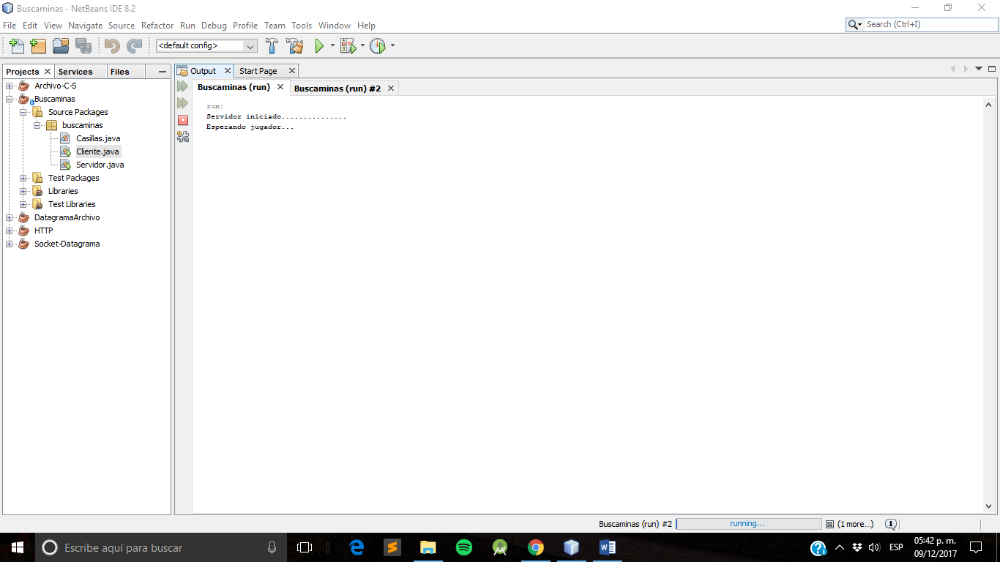 Buscaminas - NetBeans IDE 8.2
File Edit View Navigate Source Refactor Run Debug Profile Team Tools Window Help
Search (Ctrl+I)
<default config>
Projects Services Files
Output Start Page
Archivo-C-S
Buscaminas
Source Packages
buscaminas
Casillas.java
Cliente.java
Servidor.java
Test Packages
Libraries
Test Libraries
DatagramaArchivo
HTTP
Socket-Datagrama
Buscaminas (run) Buscaminas (run) #2
run:
Servidor iniciado...............
Esperando jugador...
Buscaminas (run) #2 running... (1 more...) 1
Escribe aquí para buscar
ESP
05:42 p. m.
09/12/2017